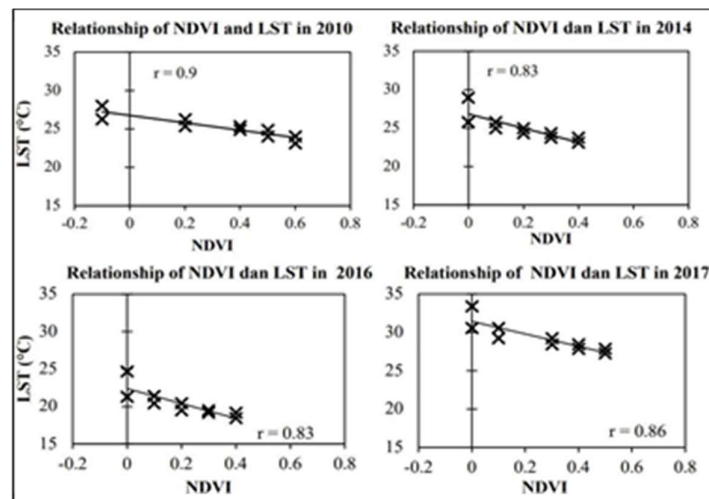 Relationship of NDVI and LST in 2010
35
30
25
20
15
-0.2 0 0.2 0.4 0.6 0.8
LST (°C)
NDVI
r = 0.9
Relationship of NDVI dan LST in 2014
35
30
25
20
15
-0.2 0 0.2 0.4 0.6 0.8
NDVI
r = 0.83
Relationship of NDVI dan LST in 2016
35
30
25
20
15
-0.2 0 0.2 0.4 0.6 0.8
LST (°C)
NDVI
r = 0.83
Relationship of NDVI dan LST in 2017
35
30
25
20
15
-0.2 0 0.2 0.4 0.6 0.8
NDVI
r = 0.86